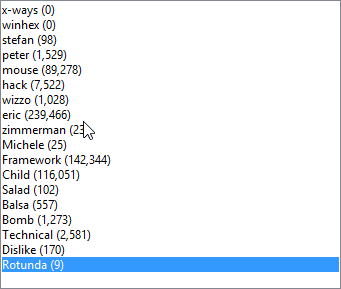 x-ways (0)
winhex (0)
stefan (98)
peter (1,529)
mouse (89,278)
hack (7,522)
wizzo (1,028)
eric (239,466)
zimmerman (23
Michele (25)
Framework (142,344)
Child (116,051)
Salad (102)
Balsa (557)
Bomb (1,273)
Technical (2,581)
Dislike (170)
Rotunda (9)